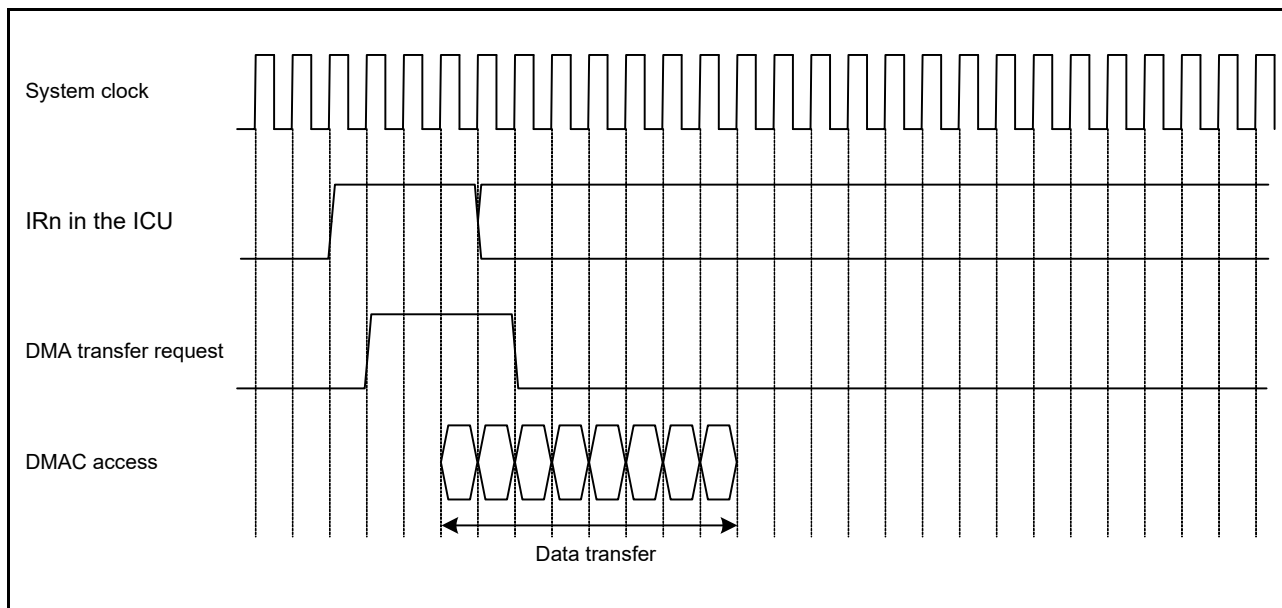 System clock
IRn in the ICU
DMA transfer request
DMAC access
Data transfer